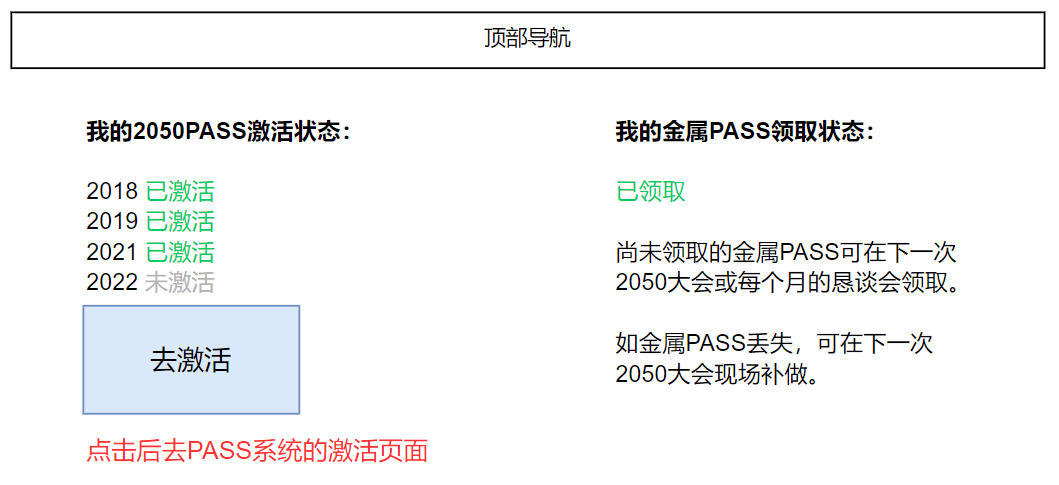 顶部导航
我的2050PASS激活状态：
2018 已激活
2019 已激活
2021 已激活
2022 未激活
去激活
点击后去PASS系统的激活页面
我的金属PASS领取状态：
已领取
尚未领取的金属PASS可在下一次
2050大会或每个月的恳谈会领取。
如金属PASS丢失，可在下一次
2050大会现场补做。